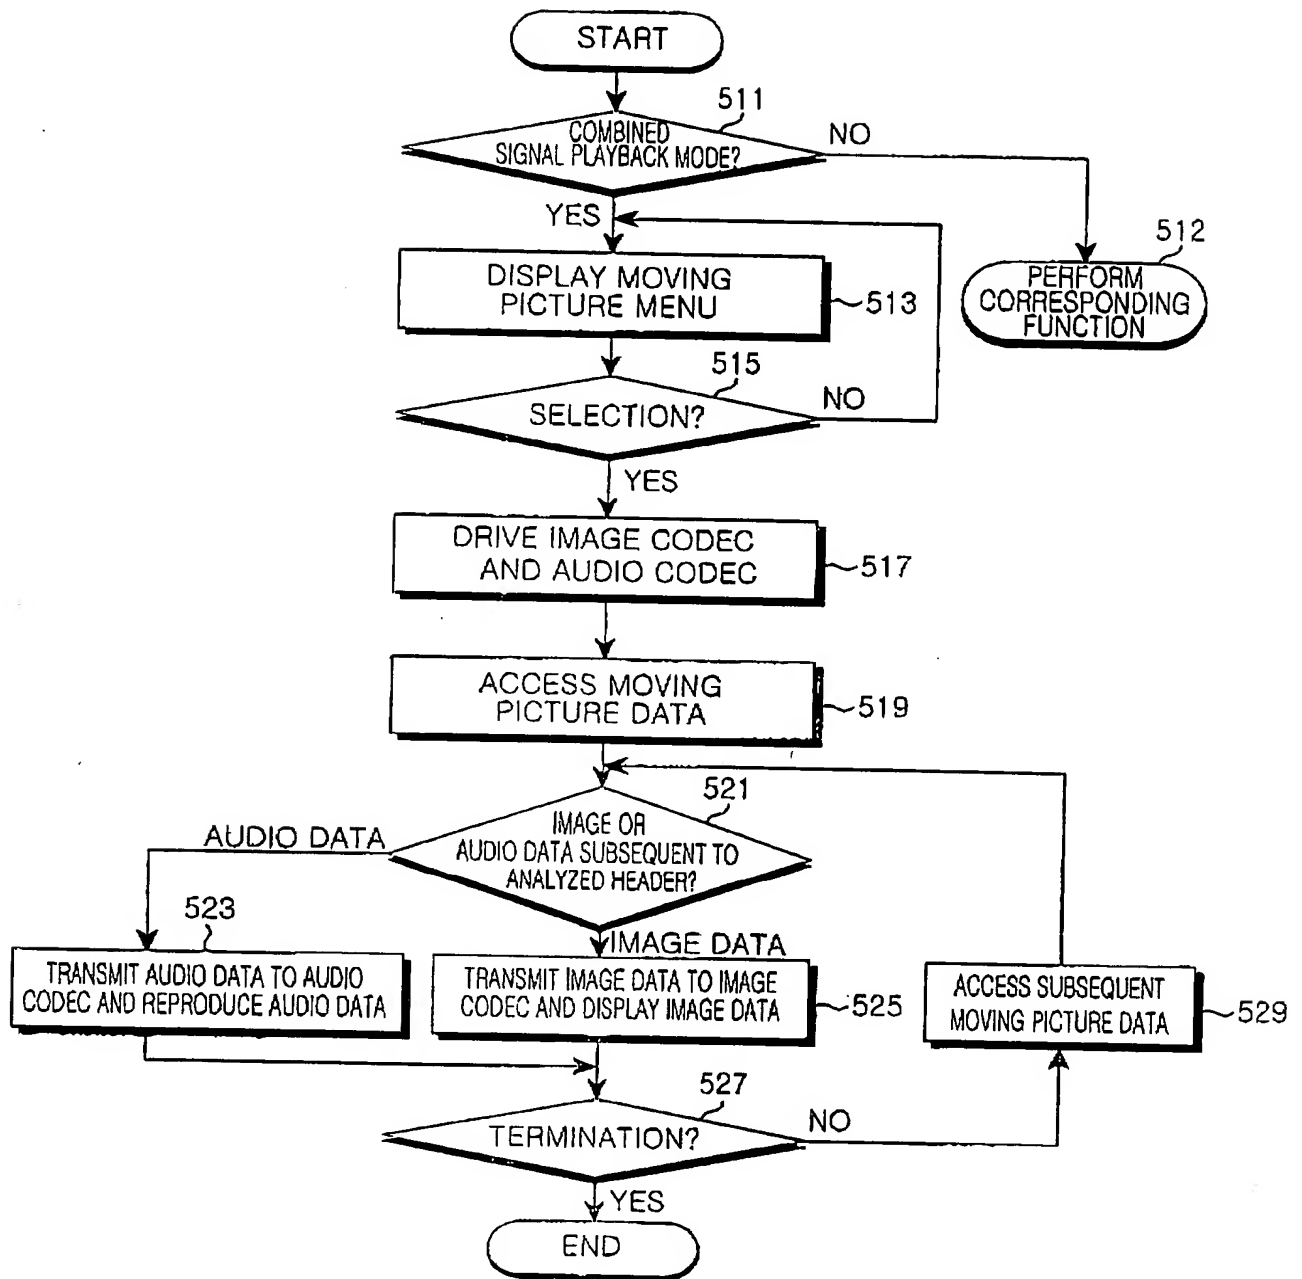 START
511
COMBINED
SIGNAL PLAYBACK MODE?
NO
YES
512
PERFORM
CORRESPONDING
FUNCTION
DISPLAY MOVING
PICTURE MENU
513
515
SELECTION?
NO
YES
DRIVE IMAGE CODEC
AND AUDIO CODEC
517
ACCESS MOVING
PICTURE DATA
519
521
IMAGE OR
AUDIO DATA SUBSEQUENT TO
ANALYZED HEADER?
AUDIO DATA
523
IMAGE DATA
TRANSMIT AUDIO DATA TO AUDIO
CODEC AND REPRODUCE AUDIO DATA
TRANSMIT IMAGE DATA TO IMAGE
CODEC AND DISPLAY IMAGE DATA
525
ACCESS SUBSEQUENT
MOVING PICTURE DATA
529
527
TERMINATION?
NO
YES
END